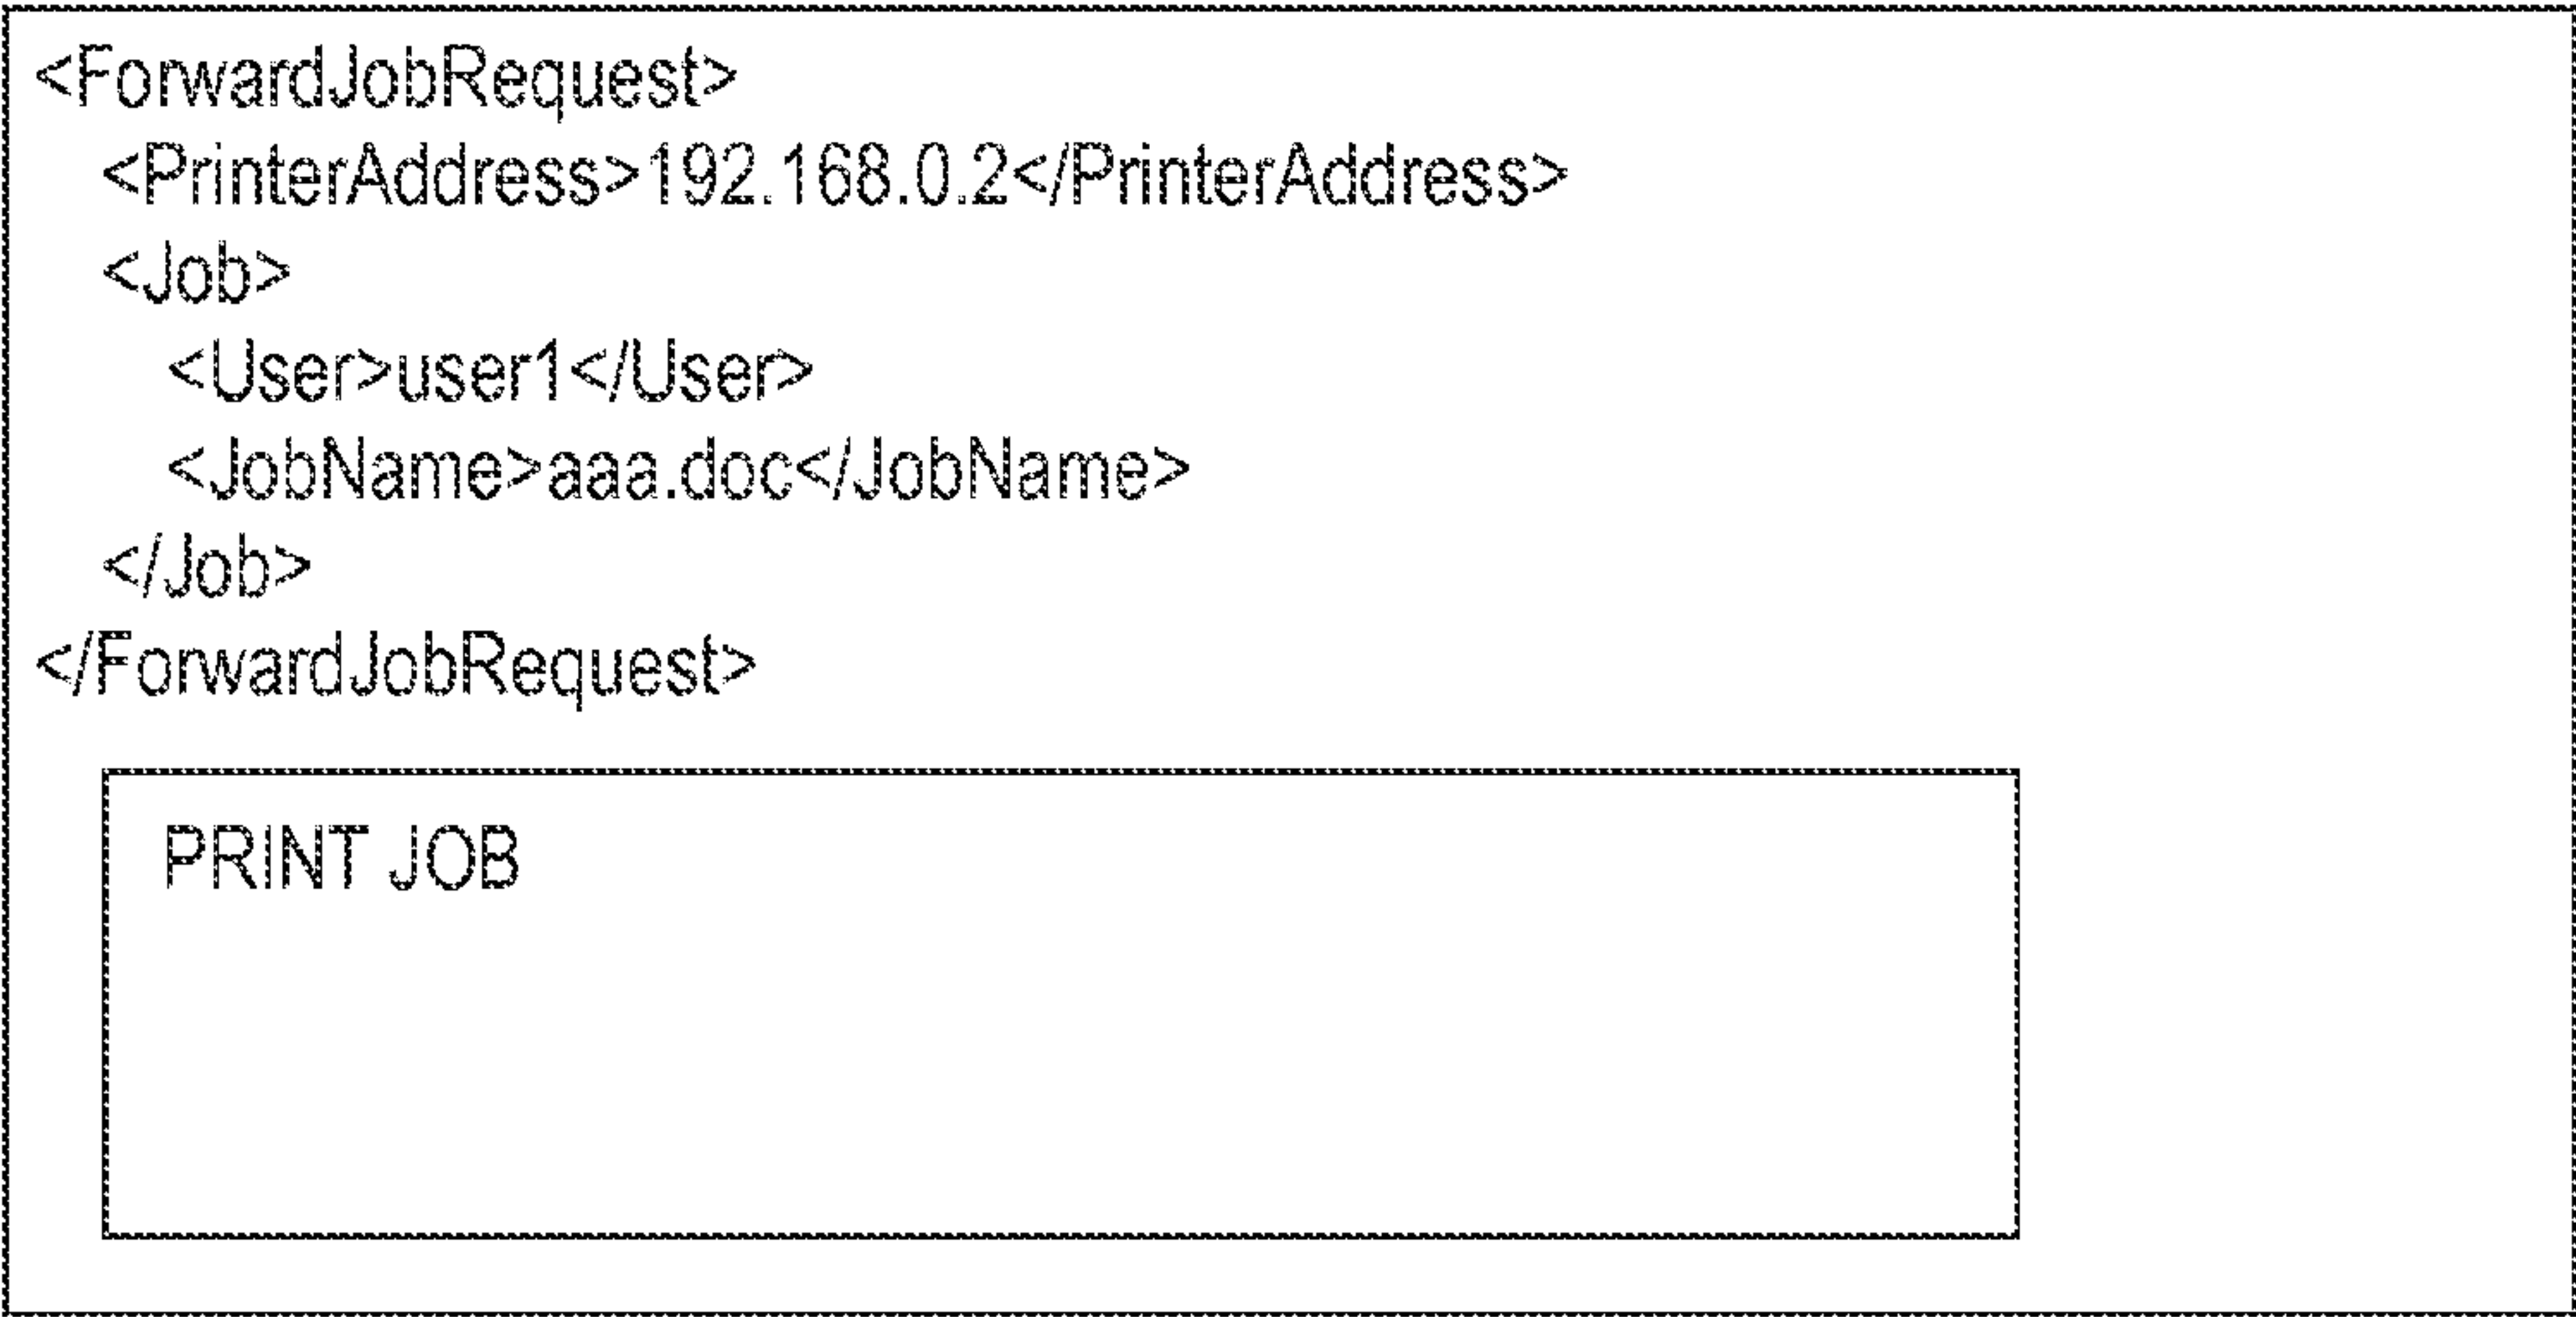 <ForwardJobRequest>
<PrinterAddress>192.168.0.2</PrinterAddress>
<Job>
<User>user1</User>
<JobName>aaa.doc</JobName>
</Job>
</ForwardJobRequest>
PRINT JOB